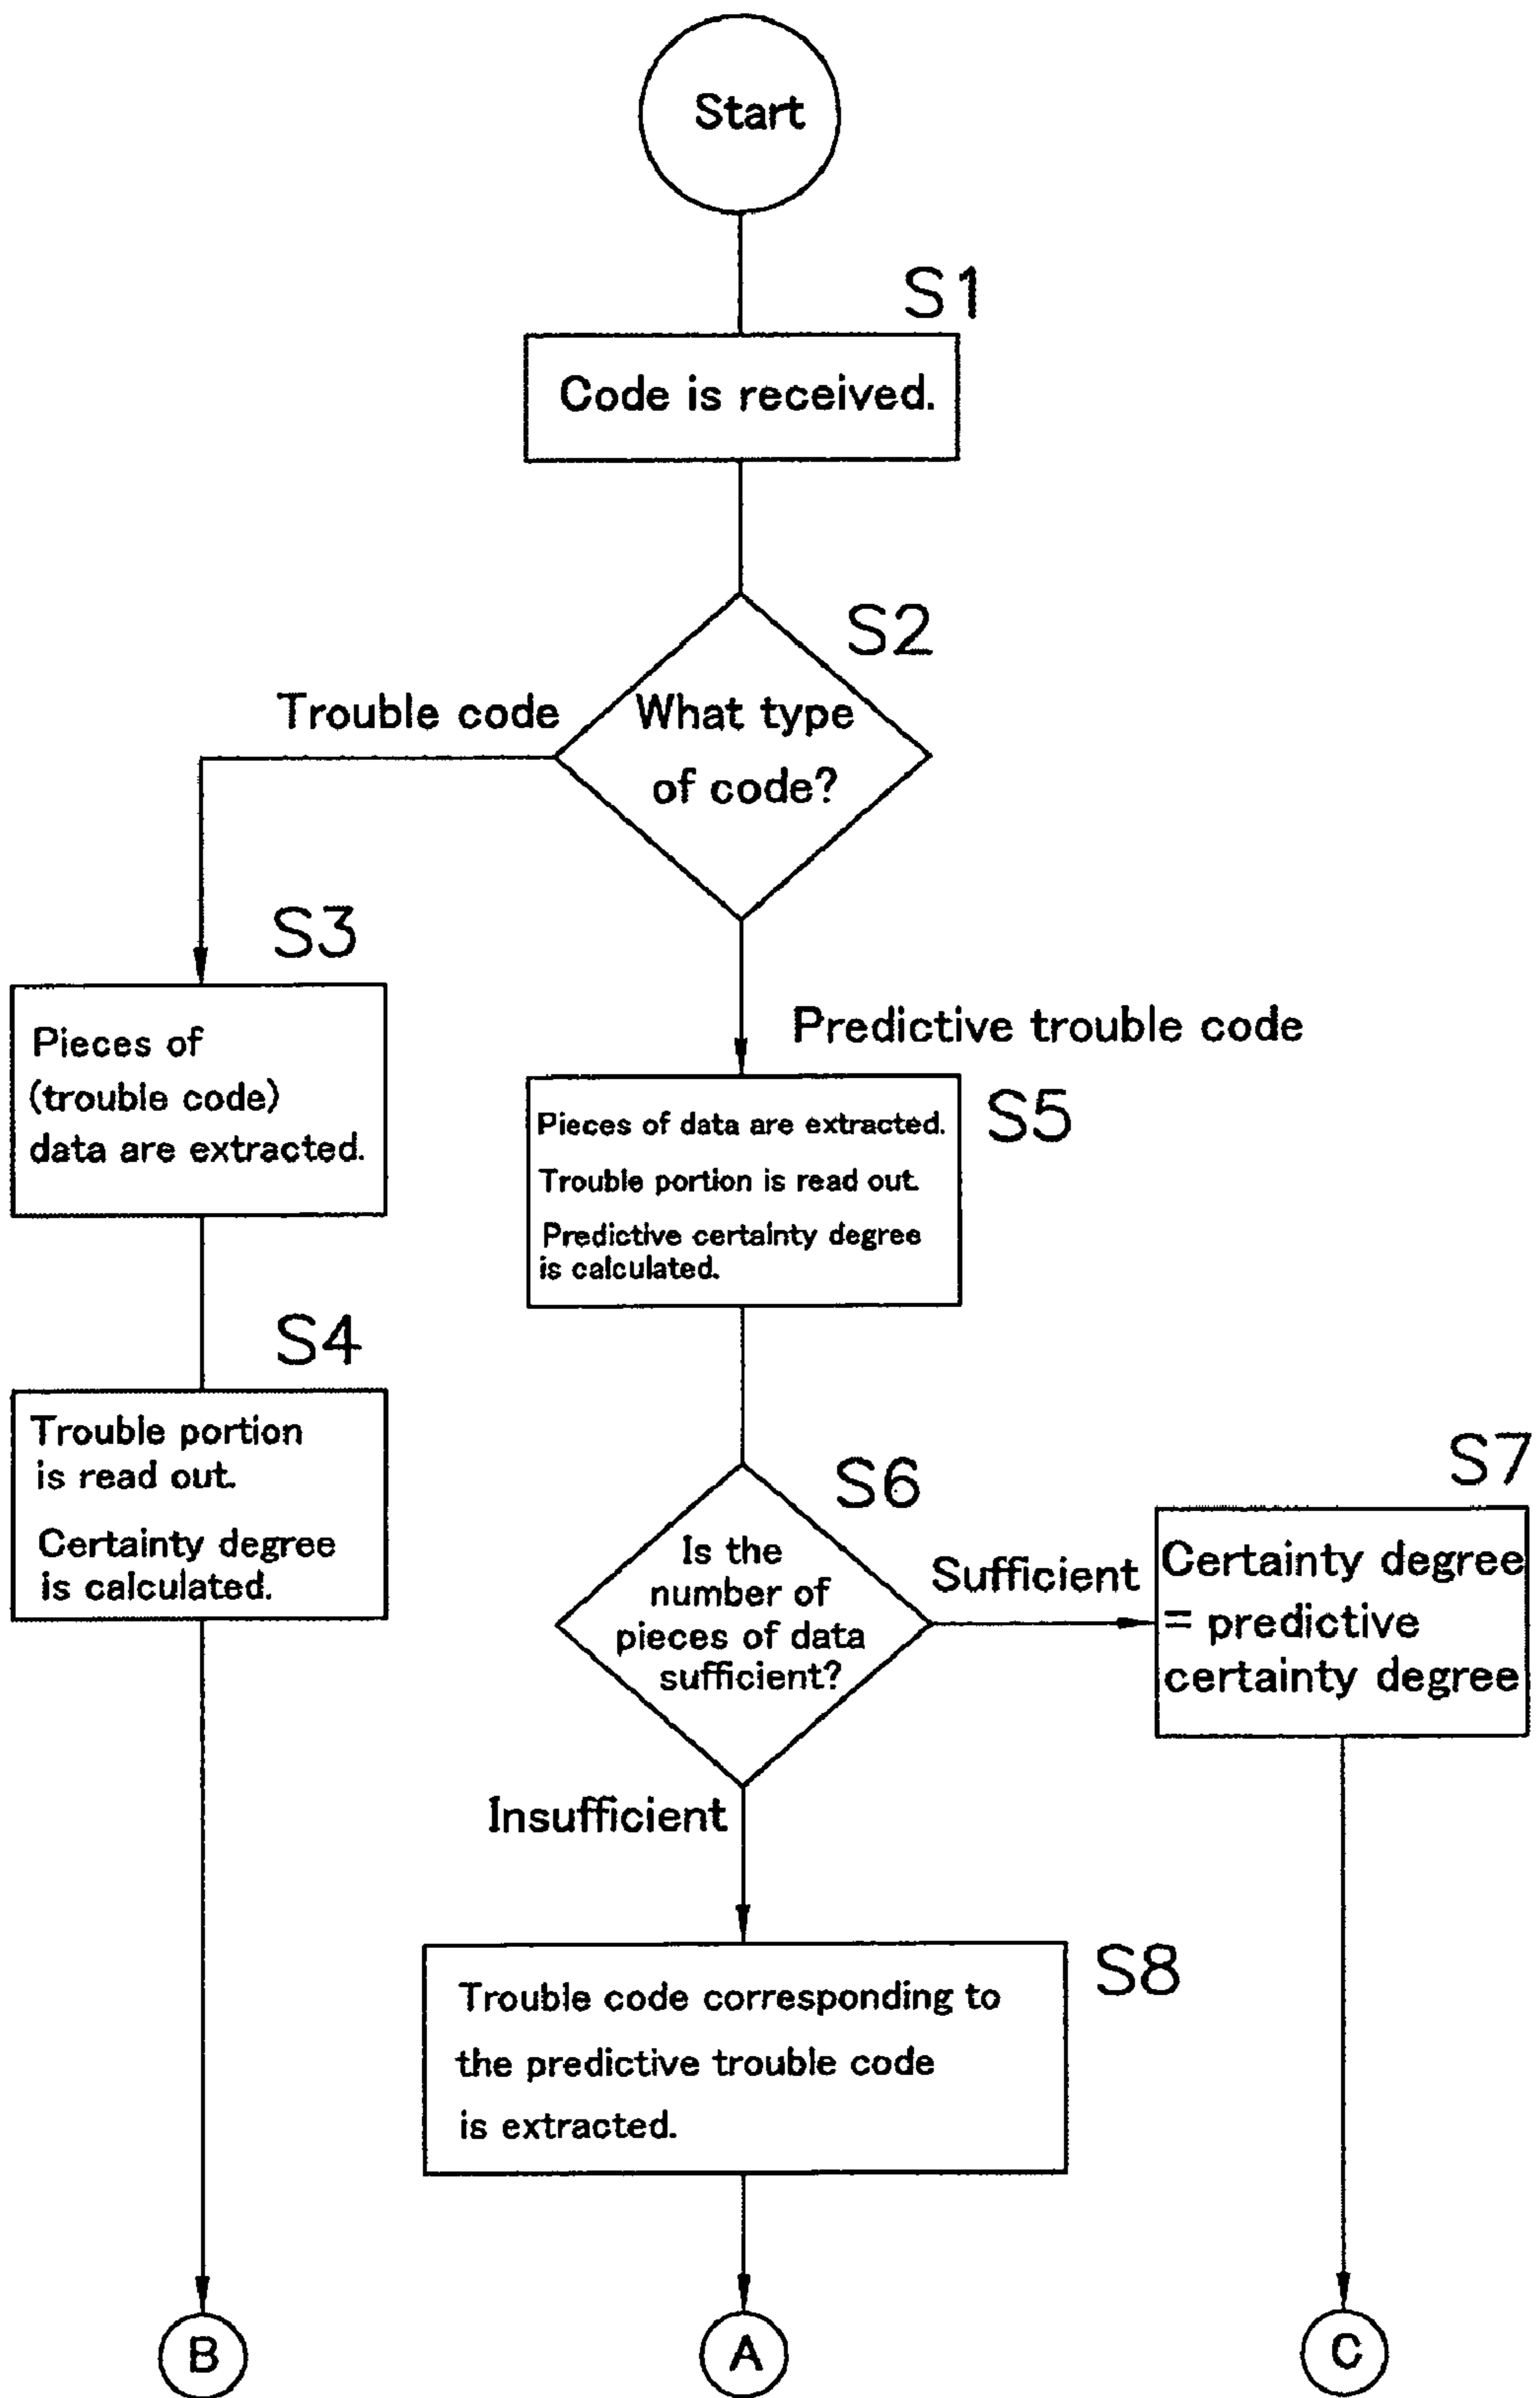 Start
S1
Code is received.
S2
Trouble code
What type
of code?
S3
Pieces of
(trouble code)
data are extracted.
Predictive trouble code
S5
Pieces of data are extracted.
Trouble portion is read out.
Predictive certainty degree
is calculated.
S4
Trouble portion
is read out.
Certainty degree
is calculated.
S6
Is the
number of
pieces of data
sufficient?
Sufficient
S7
Certainty degree
= predictive
certainty degree
Insufficient
S8
Trouble code corresponding to
the predictive trouble code
is extracted.
B
A
C